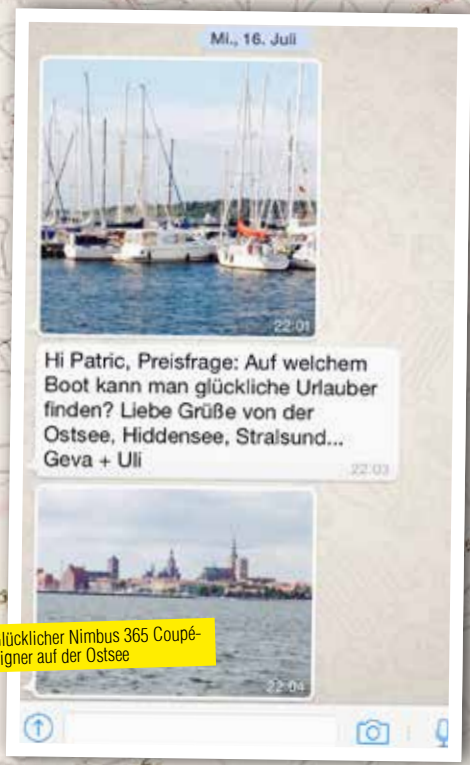 Mi., 16. Juli
22:01
Hi Patric, Preisfrage: Auf welchem
Boot kann man glückliche Urlauber
finden? Liebe Grüße von der
Ostsee, Hiddensee, Stralsund...
Geva + Uli
22:03
lücklicher Nimbus 365 Coupé-
igner auf der Ostsee
22:04